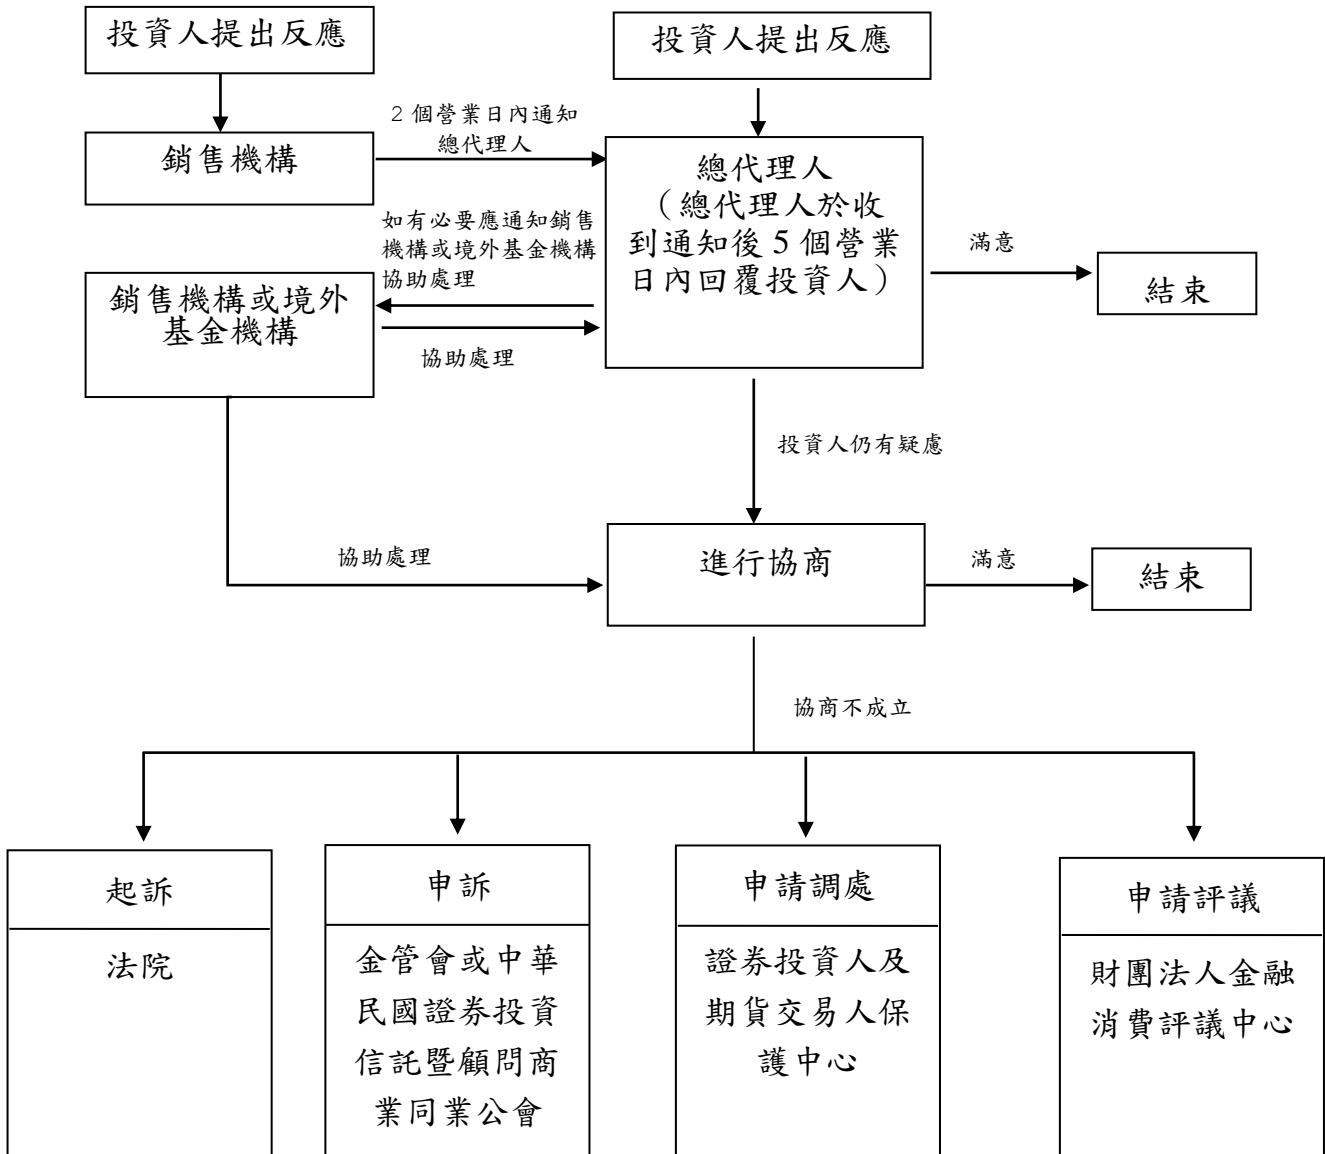 投資人提出反應
投資人提出反應
2 個營業日內通知
總代理人
銷售機構
總代理人
（總代理人於收
到通知後 5 個營業
日內回覆投資人）
如有必要應通知銷售
機構或境外基金機構
協助處理
滿意
結束
銷售機構或境外
基金機構
協助處理
投資人仍有疑慮
協助處理
進行協商
滿意
結束
協商不成立
起訴
法院
申訴
金管會或中華
民國證券投資
信託暨顧問商
業同業公會
申請調處
證券投資人及
期貨交易人保
護中心
申請評議
財團法人金融
消費評議中心